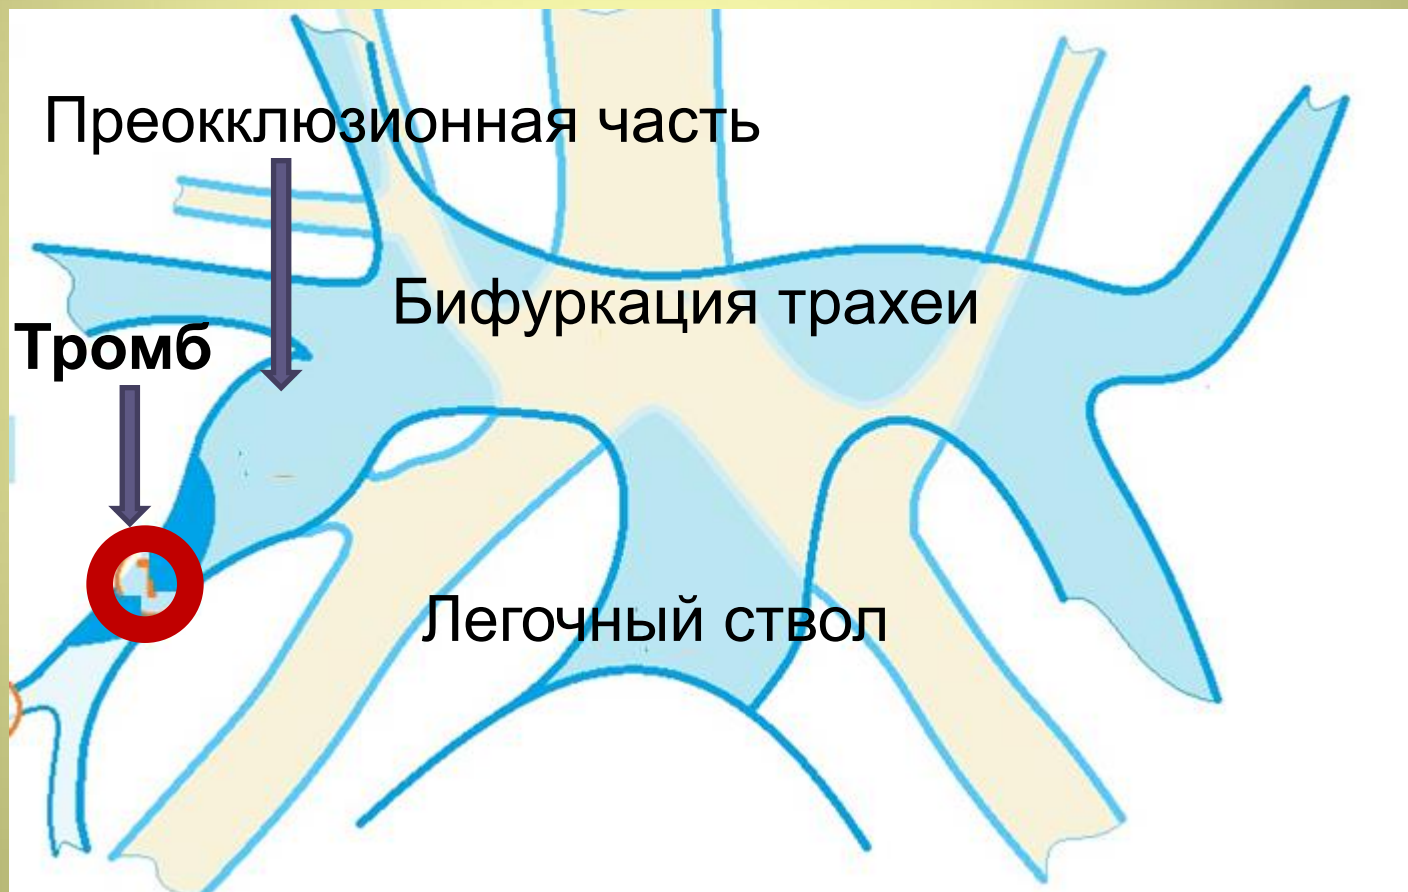 Преокклюзионная часть
Бифуркация трахеи
Тромб
Легочный ствол